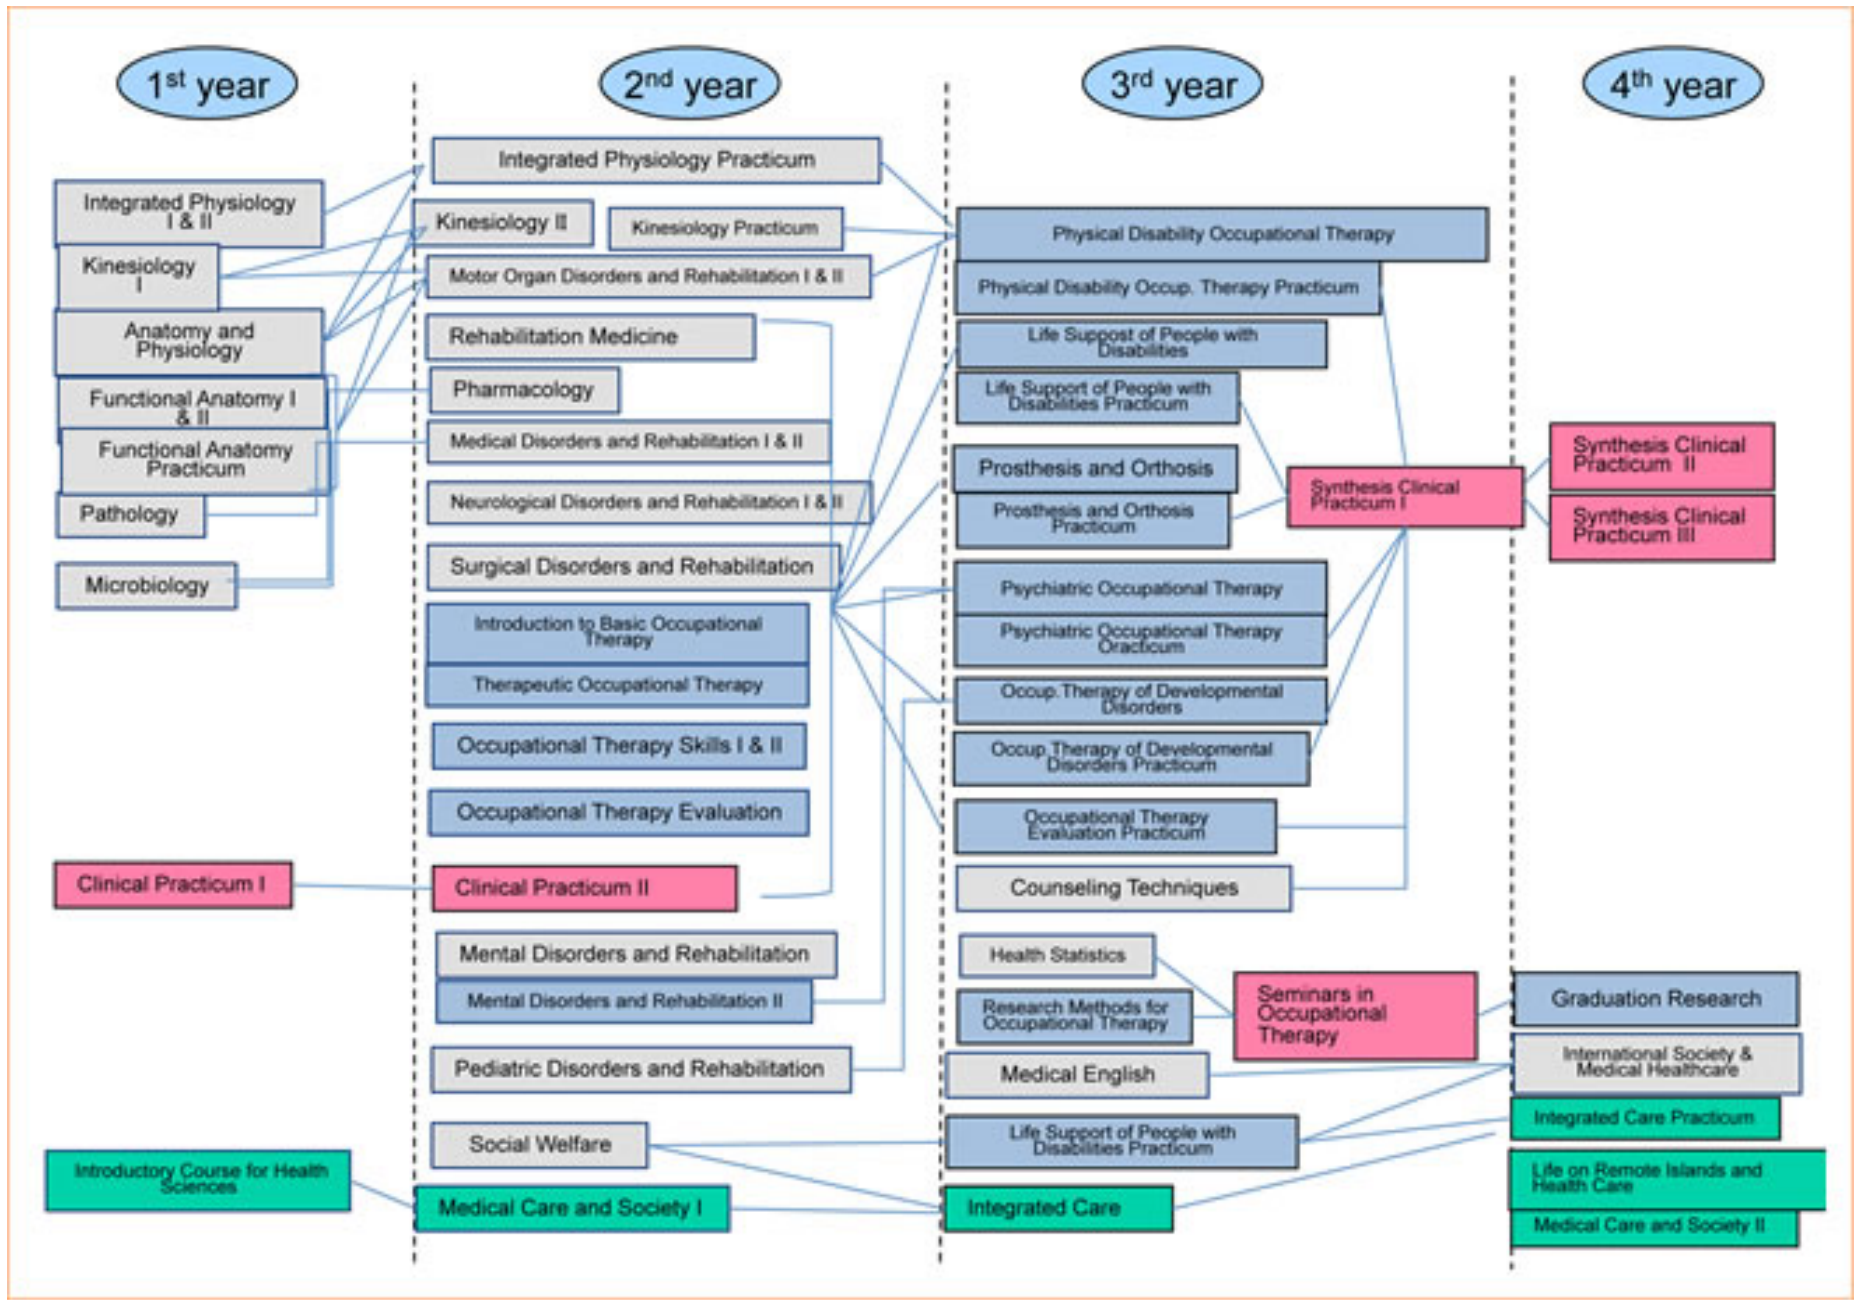 1st year
2nd year
3rd year
4th year
Integrated Physiology
I & II
Kinesiology
I
Anatomy and
Physiology
Functional Anatomy I
& II
Functional Anatomy
Practicum
Pathology
Microbiology
Clinical Practicum I
Introductory Course for Health
Sciences
Integrated Physiology Practicum
Kinesiology II
Kinesiology Practicum
Motor Organ Disorders and Rehabilitation I & II
Rehabilitation Medicine
Pharmacology
Medical Disorders and Rehabilitation I & II
Neurological Disorders and Rehabilitation I & II
Surgical Disorders and Rehabilitation
Introduction to Basic Occupational
Therapy
Therapeutic Occupational Therapy
Occupational Therapy Skills I & II
Occupational Therapy Evaluation
Clinical Practicum II
Mental Disorders and Rehabilitation
Mental Disorders and Rehabilitation II
Pediatric Disorders and Rehabilitation
Social Welfare
Medical Care and Society I
Physical Disability Occupational Therapy
Physical Disability Occup. Therapy Practicum
Life Suppost of People with
Disabilities
Life Support of People with
Disabilities Practicum
Prosthesis and Orthosis
Prosthesis and Orthosis
Practicum
Synthesis Clinical
Practicum I
Psychiatric Occupational Therapy
Psychiatric Occupational Therapy
Oracticum
Occup.Therapy of Developmental
Disorders
Occup.Therapy of Developmental
Disorders Practicum
Occupational Therapy
Evaluation Practicum
Counseling Techniques
Health Statistics
Research Methods for
Occupational Therapy
Seminars in
Occupational
Therapy
Medical English
Life Support of People with
Disabilities Practicum
Integrated Care
Synthesis Clinical
Practicum II
Synthesis Clinical
Practicum III
Graduation Research
International Society &
Medical Healthcare
Integrated Care Practicum
Life on Remote Islands and
Health Care
Medical Care and Society II